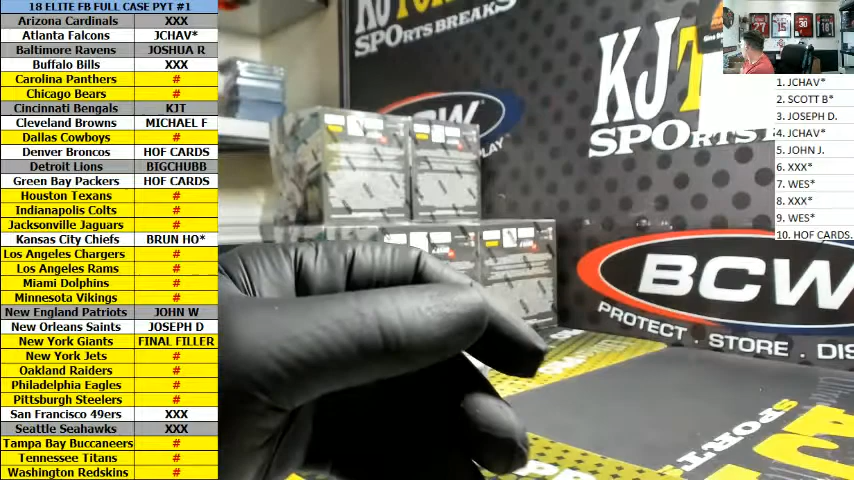 18 ELITE FB FULL CASE PYT #1
Arizona Cardinals XXX
Atlanta Falcons JCHAV*
Baltimore Ravens JOSHUA R
Buffalo Bills XXX
Carolina Panthers #
Chicago Bears #
Cincinnati Bengals KJT
Cleveland Browns MICHAEL F
Dallas Cowboys #
Denver Broncos HOF CARDS
Detroit Lions BIGCHUBB
Green Bay Packers HOF CARDS
Houston Texans #
Indianapolis Colts #
Jacksonville Jaguars #
Kansas City Chiefs BRUN HO*
Los Angeles Chargers #
Los Angeles Rams #
Miami Dolphins #
Minnesota Vikings #
New England Patriots JOHN W
New Orleans Saints JOSEPH D
New York Giants FINAL FILLER
New York Jets #
Oakland Raiders #
Philadelphia Eagles #
Pittsburgh Steelers #
San Francisco 49ers XXX
Seattle Seahawks XXX
Tampa Bay Buccaneers #
Tennessee Titans #
Washington Redskins #
SPORTS BREAKS
BCW
PLAY
KJT
SPORTS
BCW
PROTECT . STORE . DIS
SPORTS
1. JCHAV*
2. SCOTT B*
3. JOSEPH D.
4. JCHAV*
5. JOHN J.
6. XXX*
7. WES*
8. XXX*
9. WES*
10. HOF CARDS.